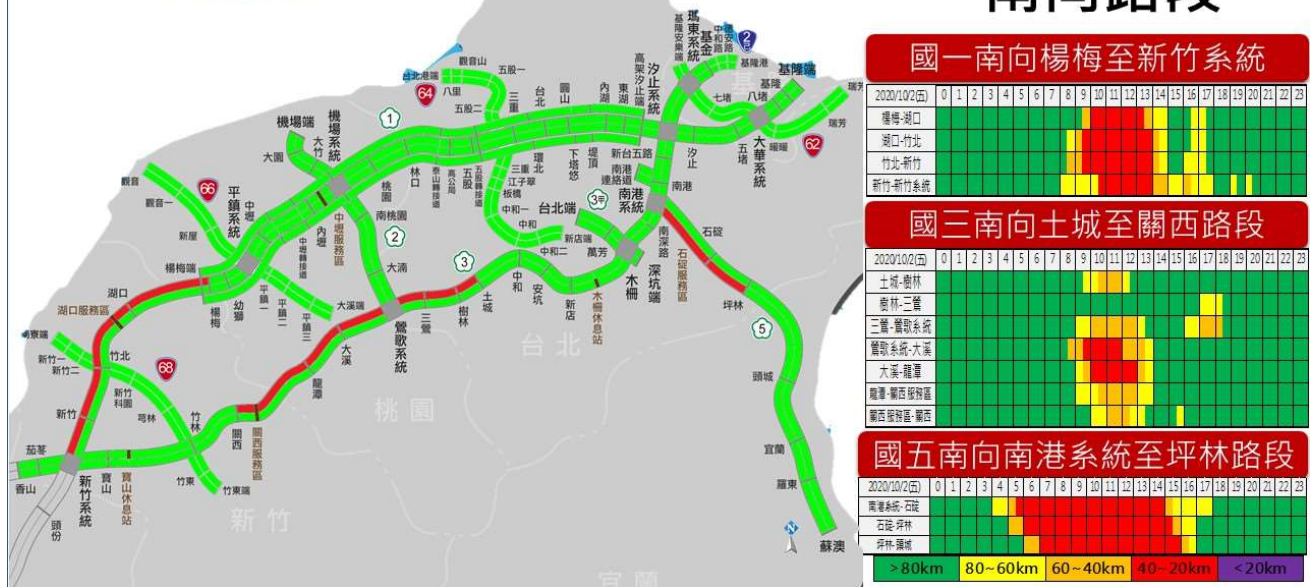 國一南向楊梅至新竹系統
2020/10/2(五) 0 1 2 3 4 5 6 7 8 9 10 11 12 13 14 15 16 17 18 19 20 21 22 23
楊梅-湖口
湖口-竹北
竹北-新竹
新竹-新竹系統
國三南向土城至關西路段
2020/10/2(五) 0 1 2 3 4 5 6 7 8 9 10 11 12 13 14 15 16 17 18 19 20 21 22 23
土城-樹林
樹林-三鶯
三鶯-鶯歌系統
鶯歌系統-大溪
大溪-龍潭
龍潭-關西服務區
關西服務區-關西
國五南向南港系統至坪林路段
2020/10/2(五) 0 1 2 3 4 5 6 7 8 9 10 11 12 13 14 15 16 17 18 19 20 21 22 23
南港系統-石碇
石碇-坪林
坪林-頭城
>80km 80~60km 60~40km 40~20km <20km
瑪東系統
基金
基隆端
大華系統
汐止系統
高架汐止端
基隆安樂端
中和路
基隆港
基隆
八堵
七堵
暖暖
瑞芳
62
五堵
汐止
東湖
內湖
圓山
台北
三重
五股一
觀音山
台北港端
八里
64
五股二
1
機場端
大竹
機場系統
大園
林口
桃園
泰山轉接道
高公局
五股
五股轉接道
三重
江子翠
板橋
中和一
中和
中和二
環北
下塔悠
堤頂
新台五路
南港連絡道
南港
南港系統
3甲
台北端
新店端
萬芳
木柵
深坑端
南深路
石碇服務區
石碇
坪林
5
頭城
宜蘭
羅東
蘇澳
N
觀音
66
觀音一
新屋
平鎮系統
中壢
中壢轉接道
內壢
中壢服務區
南桃園
2
大湳
3
楊梅端
幼獅
楊梅
平鎮一
平鎮二
平鎮三
大溪端
鶯歌系統
三鶯
樹林
土城
中和
安坑
新店
木柵休息站
大溪
龍潭
關西服務區
關西
湖口
湖口服務區
新竹一
新竹二
竹北
68
新竹科園
芎林
竹林
竹東
竹東端
新竹
茄苳
香山
新竹系統
寶山
寶山休息站
頭份
台北
桃園
新竹
宜蘭